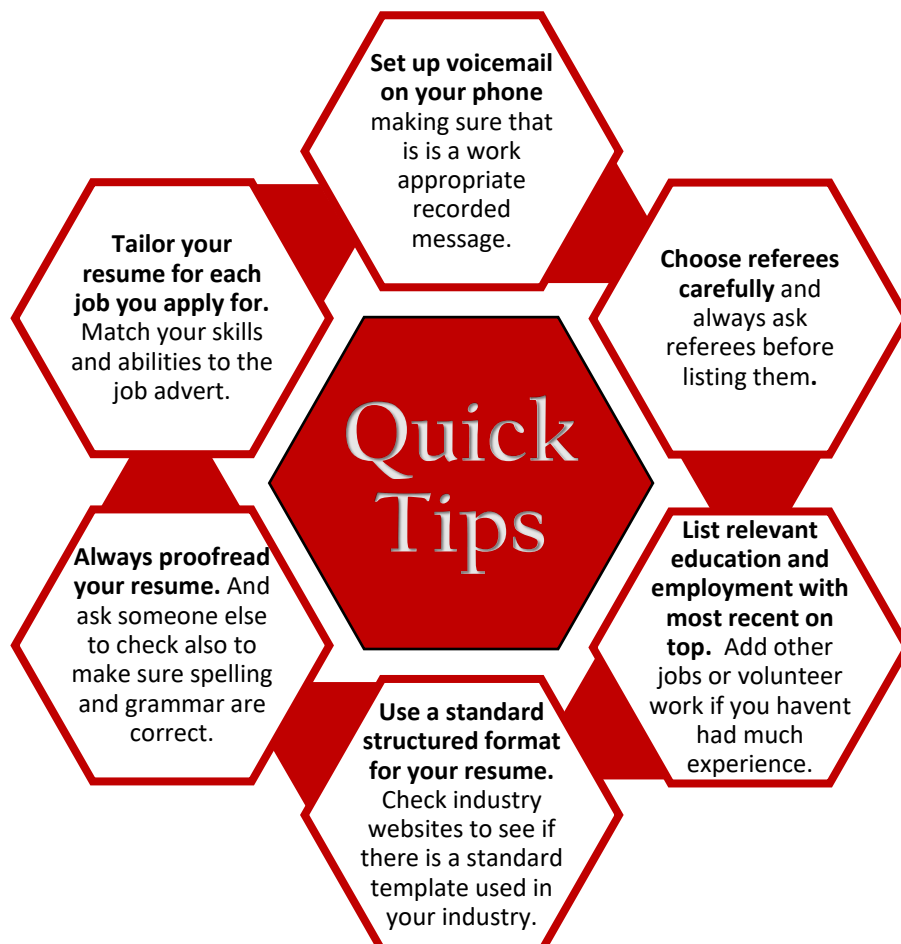 Set up voicemail
on your phone
making sure that
is is a work
appropriate
recorded
message.
Choose referees
carefully and
always ask
referees before
listing them.
List relevant
education and
employment with
most recent on
top.  Add other
jobs or volunteer
work if you havent
had much
experience.
Use a standard
structured format
for your resume.
Check industry
websites to see if
there is a standard
template used in
your industry.
Always proofread
your resume. And
ask someone else
to check also to
make sure spelling
and grammar are
correct.
Tailor your
resume for each
job you apply for.
Match your skills
and abilities to the
job advert.
Quick
Tips